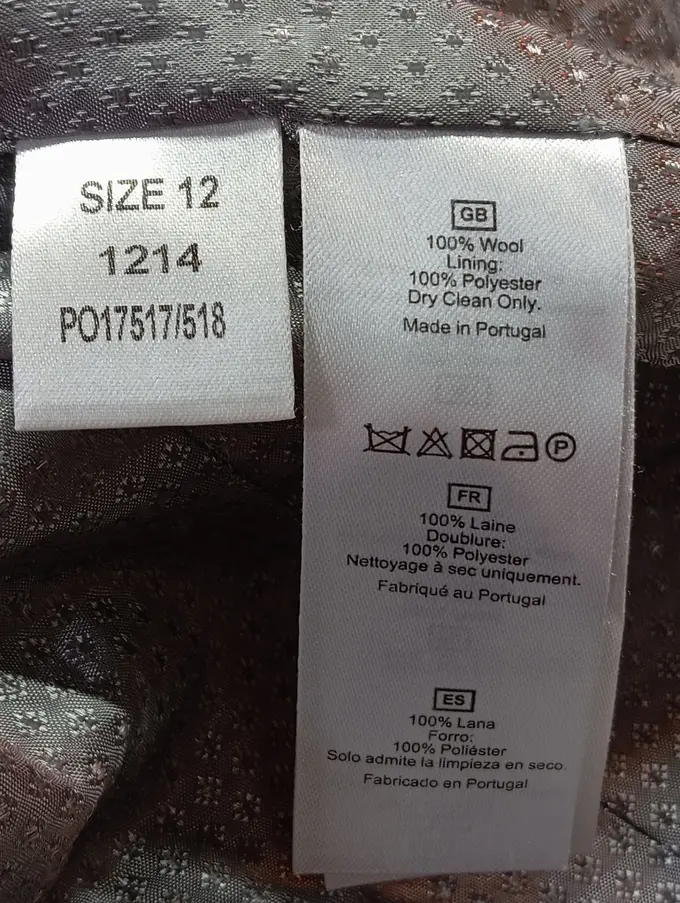 SIZE 12
1214
PO17517/518
GB
100% Wool
Lining:
100% Polyester
Dry Clean Only.
Made in Portugal
P
FR
100% Laine
Doublure:
100% Polyester
Nettoyage à sec uniquement.
Fabriqué au Portugal
ES
100% Lana
Forro:
100% Poliéster
Solo admite la limpieza en seco.
Fabricado en Portugal